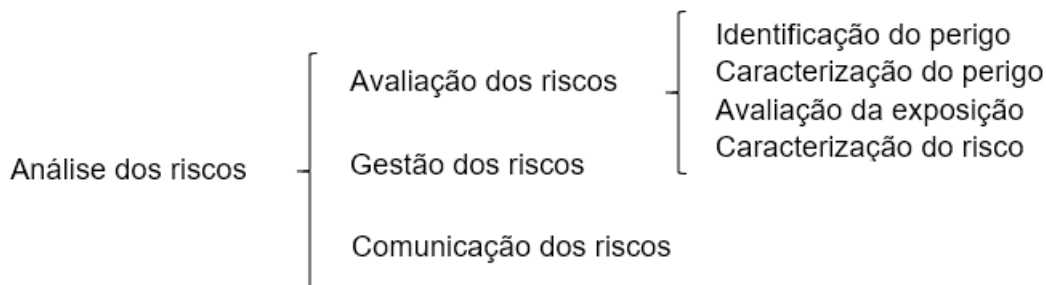 Análise dos riscos
Avaliação dos riscos
Gestão dos riscos
Comunicação dos riscos
Identificação do perigo
Caracterização do perigo
Avaliação da exposição
Caracterização do risco